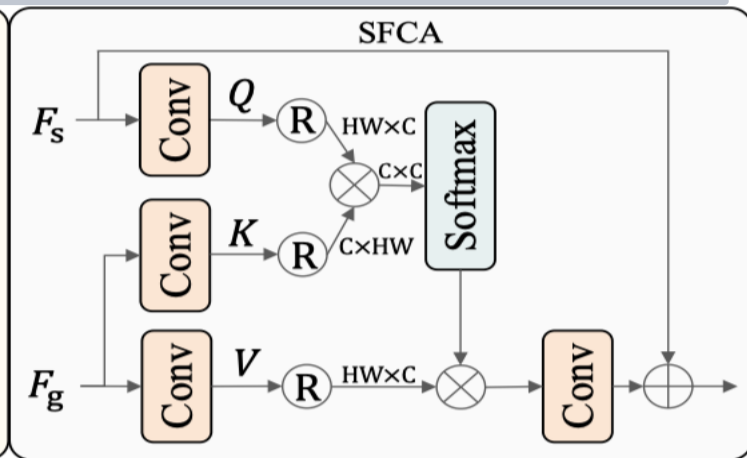 SFCA
F_s
Conv
Q
R
HW×C
C×C
Softmax
Conv
K
R
C×HW
F_g
Conv
V
R
HW×C
Conv